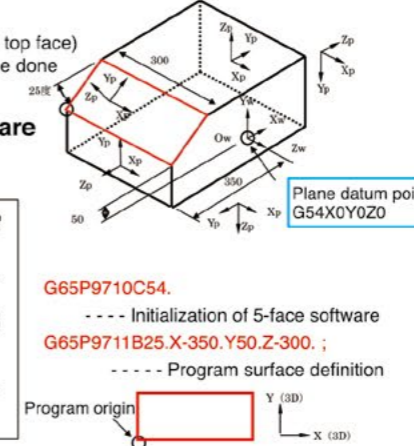 top face)
e done
are
25度
300
Zp
Yp
Xp
Zp
Xp
Yp
Yp
Zp
Xp
Yp
Xp
Zp
Ow
Xw
Zw
350
50
Yp
Zp
Xp
Plane datum poi
G54X0Y0Z0
G65P9710C54.
- - - - Initialization of 5-face software
G65P9711B25.X-350.Y50.Z-300. ;
- - - - - Program surface definition
Program origin
Y (3D)
X (3D)